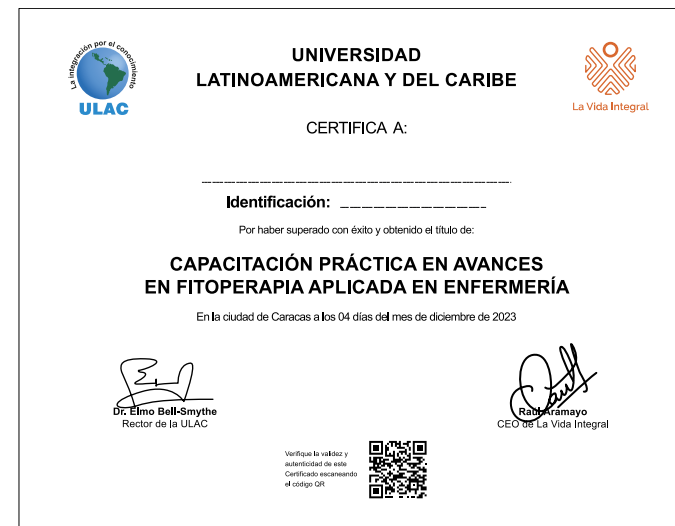 La integración por el conocimiento
ULAC
UNIVERSIDAD
LATINOAMERICANA Y DEL CARIBE
La Vida Integral
CERTIFICA A:
Identificación:
Por haber superado con éxito y obtenido el título de:
CAPACITACIÓN PRÁCTICA EN AVANCES
EN FITOPERAPIA APLICADA EN ENFERMERÍA
En la ciudad de Caracas a los 04 días del mes de diciembre de 2023
Dr. Elmo Bell-Smythe
Rector de la ULAC
Raúl Aramayo
CEO de La Vida Integral
Verifique la validez y
autenticidad de este
Certificado escaneando
el código QR